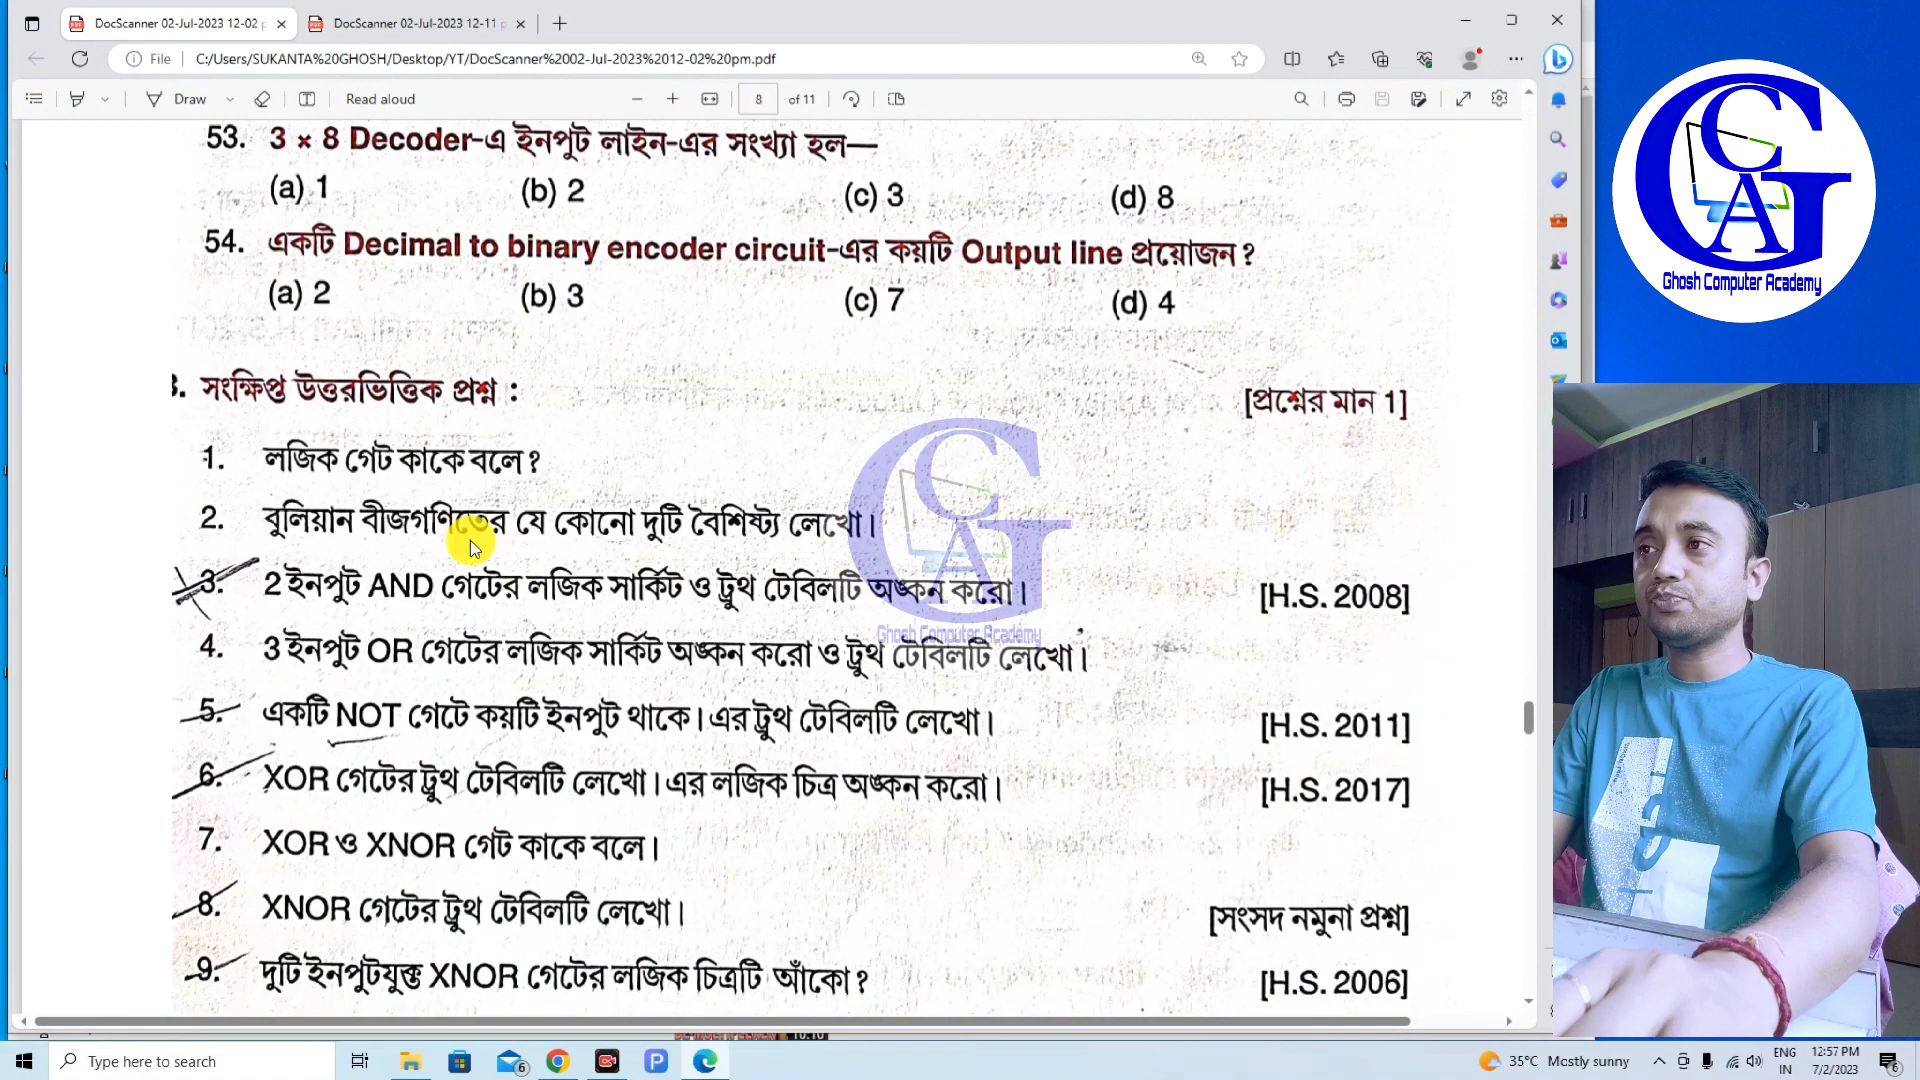 DocScanner 02-Jul-2023 12-02 p
DocScanner 02-Jul-2023 12-11 p
File C:/Users/SUKANTA%20GHOSH/Desktop/YT/DocScanner%2002-Jul-2023%2012-02%20pm.pdf
Draw Read aloud 8 of 11
53. 3 × 8 Decoder-এ ইনপুট লাইন-এর সংখ্যা হল—
(a) 1 (b) 2 (c) 3 (d) 8
54. একটি Decimal to binary encoder circuit-এর কয়টি Output line প্রয়োজন ?
(a) 2 (b) 3 (c) 7 (d) 4
সংক্ষিপ্ত উত্তরভিত্তিক প্রশ্ন : [প্রশ্নের মান 1]
1. লজিক গেট কাকে বলে ?
2. বুলিয়ান বীজগণিতের যে কোনো দুটি বৈশিষ্ট্য লেখো।
3. 2 ইনপুট AND গেটের লজিক সার্কিট ও ট্রুথ টেবিলটি অঙ্কন করো। [H.S. 2008]
4. 3 ইনপুট OR গেটের লজিক সার্কিট অঙ্কন করো ও ট্রুথ টেবিলটি লেখো।
5. একটি NOT গেটে কয়টি ইনপুট থাকে। এর ট্রুথ টেবিলটি লেখো। [H.S. 2011]
6. XOR গেটের ট্রুথ টেবিলটি লেখো। এর লজিক চিত্র অঙ্কন করো। [H.S. 2017]
7. XOR ও XNOR গেট কাকে বলে।
8. XNOR গেটের ট্রুথ টেবিলটি লেখো। [সংসদ নমুনা প্রশ্ন]
9. দুটি ইনপুটযুক্ত XNOR গেটের লজিক চিত্রটি আঁকো ? [H.S. 2006]
Ghosh Computer Academy
GCA
Ghosh Computer Academy
Type here to search
6
35°C Mostly sunny
ENG
IN
12:57 PM
7/2/2023
6